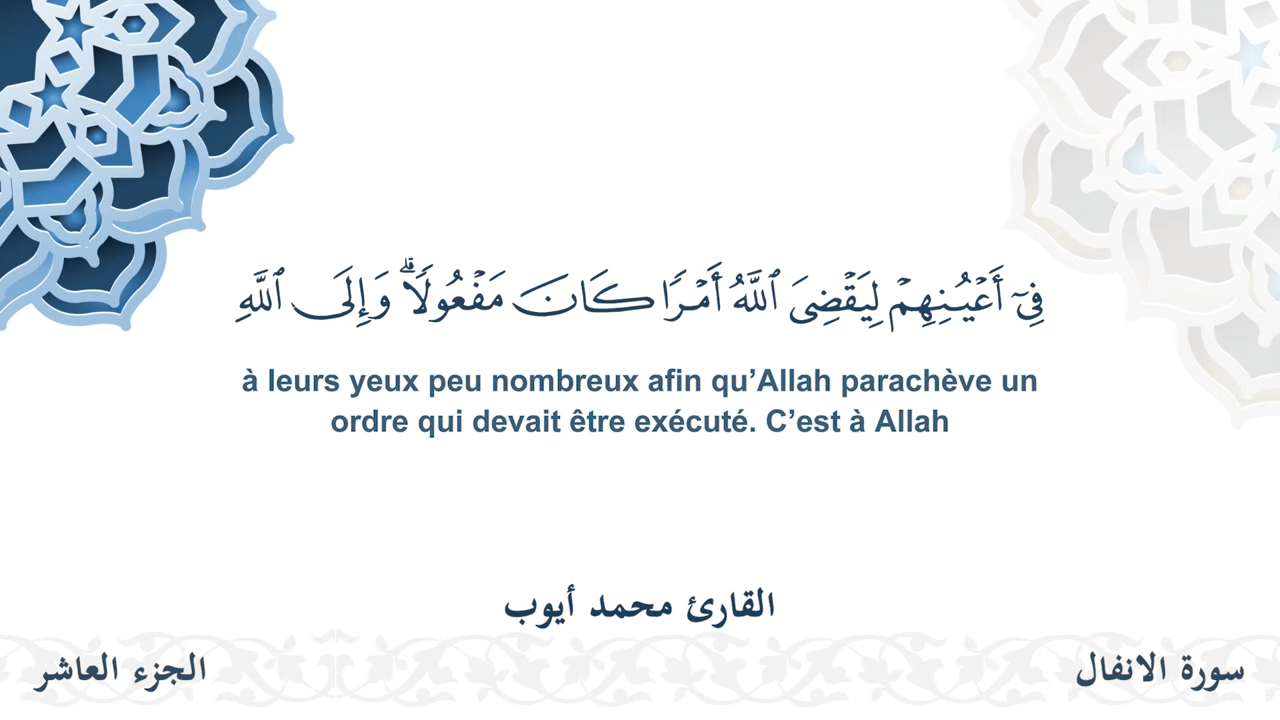 فِىٓ أَعۡيُنِهِمۡ لِيَقۡضِىَ ٱللَّهُ أَمۡرًا كَانَ مَفۡعُولًاۗ وَإِلَى ٱللَّهِ
à leurs yeux peu nombreux afin qu’Allah parachève un
ordre qui devait être exécuté. C’est à Allah
القارئ محمد أيوب
سورة الانفال
الجزء العاشر